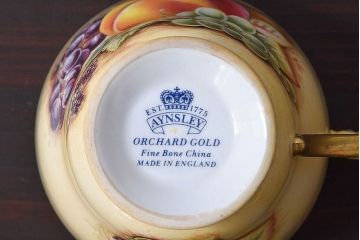 EST. 1775
AYNSLEY
ORCHARD GOLD
Fine Bone China
MADE IN ENGLAND